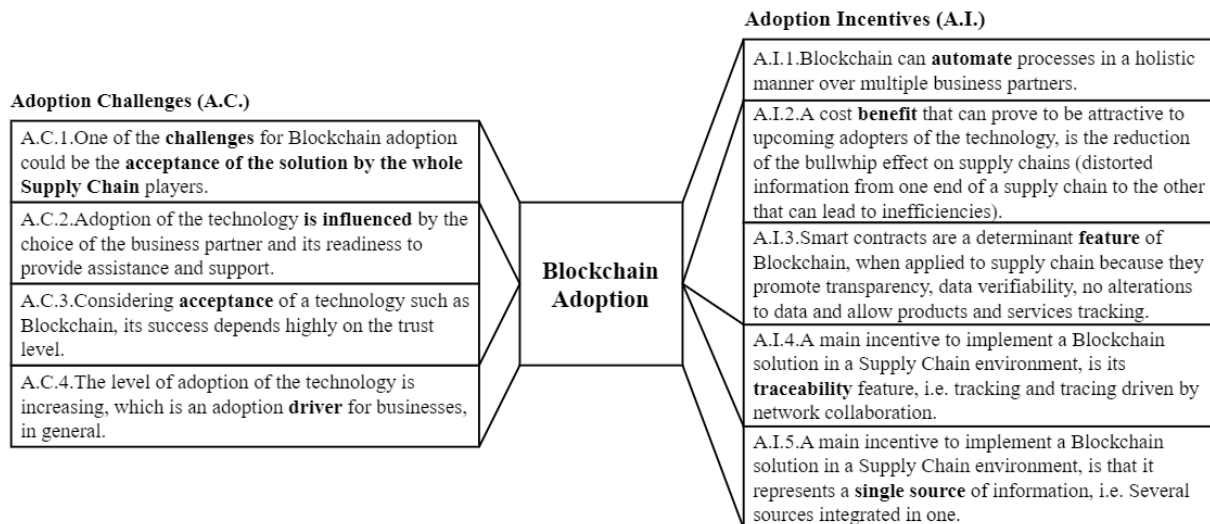 Adoption Challenges (A.C.)
A.C.1.One of the challenges for Blockchain adoption
could be the acceptance of the solution by the whole
Supply Chain players.
A.C.2.Adoption of the technology is influenced by the
choice of the business partner and its readiness to
provide assistance and support.
A.C.3.Considering acceptance of a technology such as
Blockchain, its success depends highly on the trust
level.
A.C.4.The level of adoption of the technology is
increasing, which is an adoption driver for businesses,
in general.
Blockchain
Adoption
Adoption Incentives (A.I.)
A.I.1.Blockchain can automate processes in a holistic
manner over multiple business partners.
A.I.2.A cost benefit that can prove to be attractive to
upcoming adopters of the technology, is the reduction
of the bullwhip effect on supply chains (distorted
information from one end of a supply chain to the other
that can lead to inefficiencies).
A.I.3.Smart contracts are a determinant feature of
Blockchain, when applied to supply chain because they
promote transparency, data verifiability, no alterations
to data and allow products and services tracking.
A.I.4.A main incentive to implement a Blockchain
solution in a Supply Chain environment, is its
traceability feature, i.e. tracking and tracing driven by
network collaboration.
A.I.5.A main incentive to implement a Blockchain
solution in a Supply Chain environment, is that it
represents a single source of information, i.e. Several
sources integrated in one.